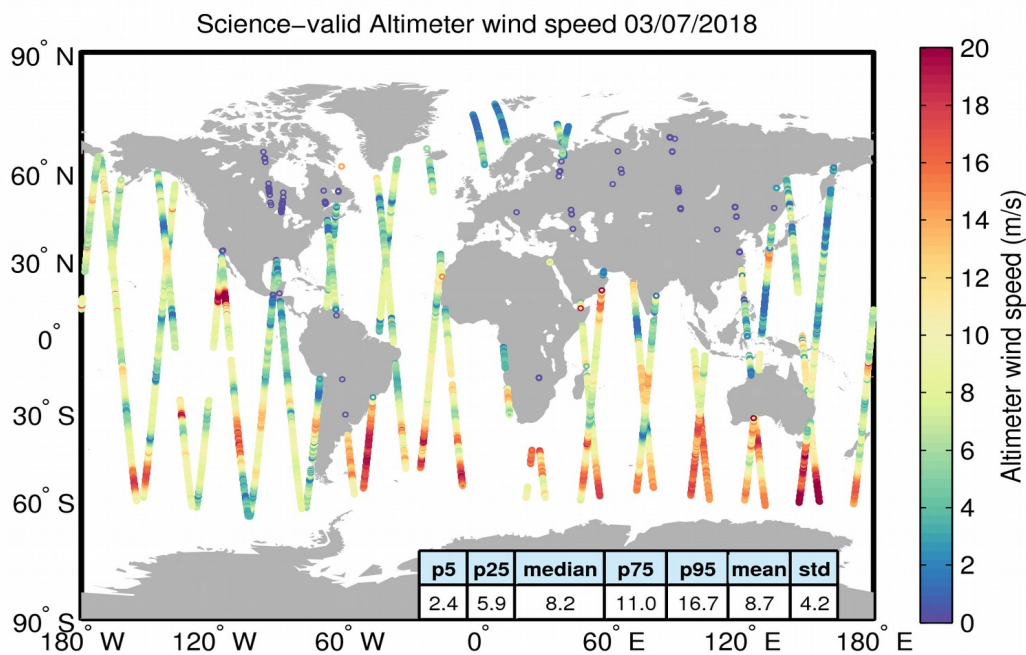 Science-valid Altimeter wind speed 03/07/2018
90° N
60° N
30° N
0°
30° S
60° S
90° S
180° W
120° W
60° W
0°
60° E
120° E
180° E
p5 p25 median p75 p95 mean std
2.4 5.9 8.2 11.0 16.7 8.7 4.2
20
18
16
14
12
10
8
6
4
2
0
Altimeter wind speed (m/s)